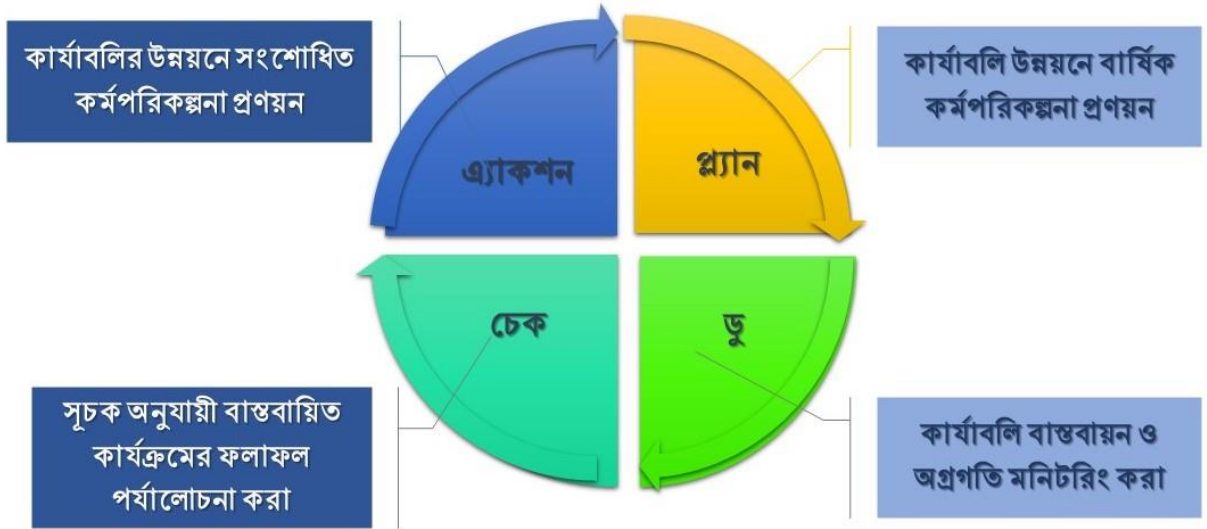 কার্যাবলির উন্নয়নে সংশোধিত
কর্মপরিকল্পনা প্রণয়ন
কার্যাবলি উন্নয়নে বার্ষিক
কর্মপরিকল্পনা প্রণয়ন
এ্যাকশন
প্ল্যান
চেক
ডু
সূচক অনুযায়ী বাস্তবায়িত
কার্যক্রমের ফলাফল
পর্যালোচনা করা
কার্যাবলি বাস্তবায়ন ও
অগ্রগতি মনিটরিং করা